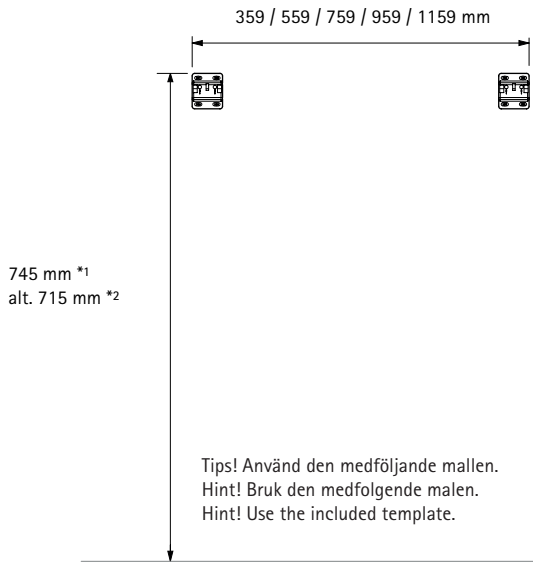 359 / 559 / 759 / 959 / 1159 mm
745 mm *1
alt. 715 mm *2
Tips! Använd den medföljande mallen.
Hint! Bruk den medfolgende malen.
Hint! Use the included template.